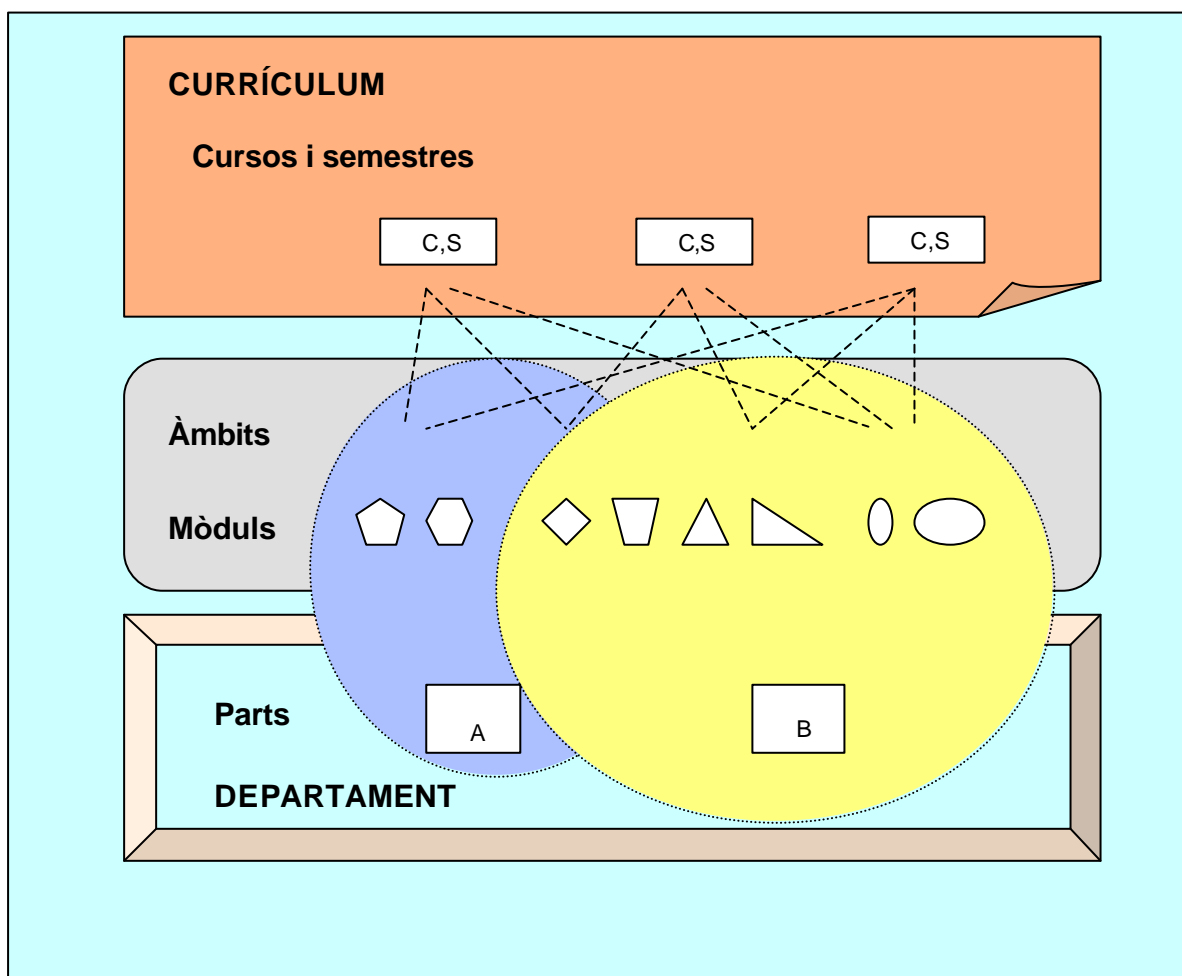 CURRÍCULUM
Cursos i semestres
C,S
C,S
C,S
Àmbits
Mòduls
Parts
A
B
DEPARTAMENT